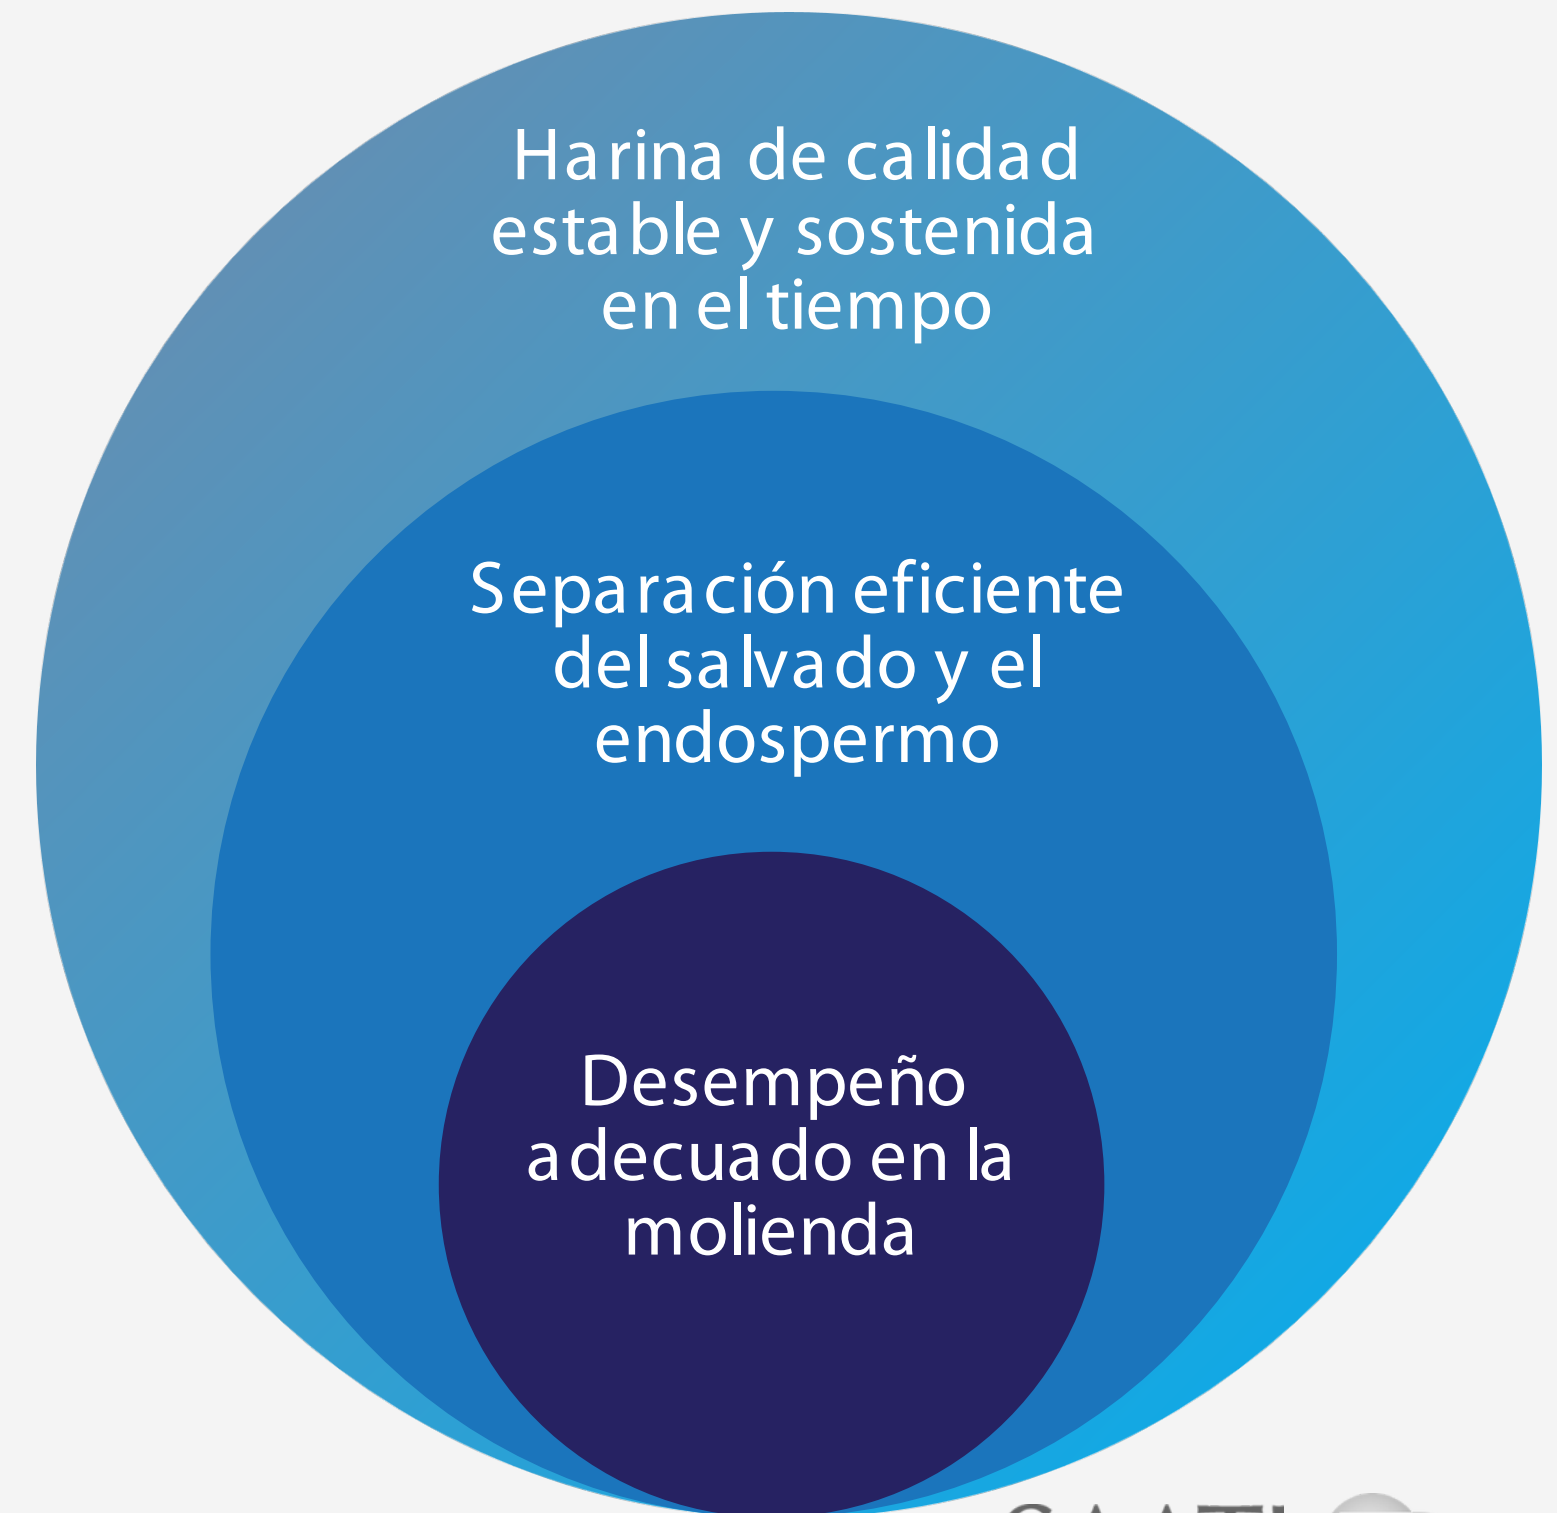 Harina de calidad
estable y sostenida
en el tiempo
Separación eficiente
del salvado y el
endospermo
Desempeño
adecuado en la
molienda